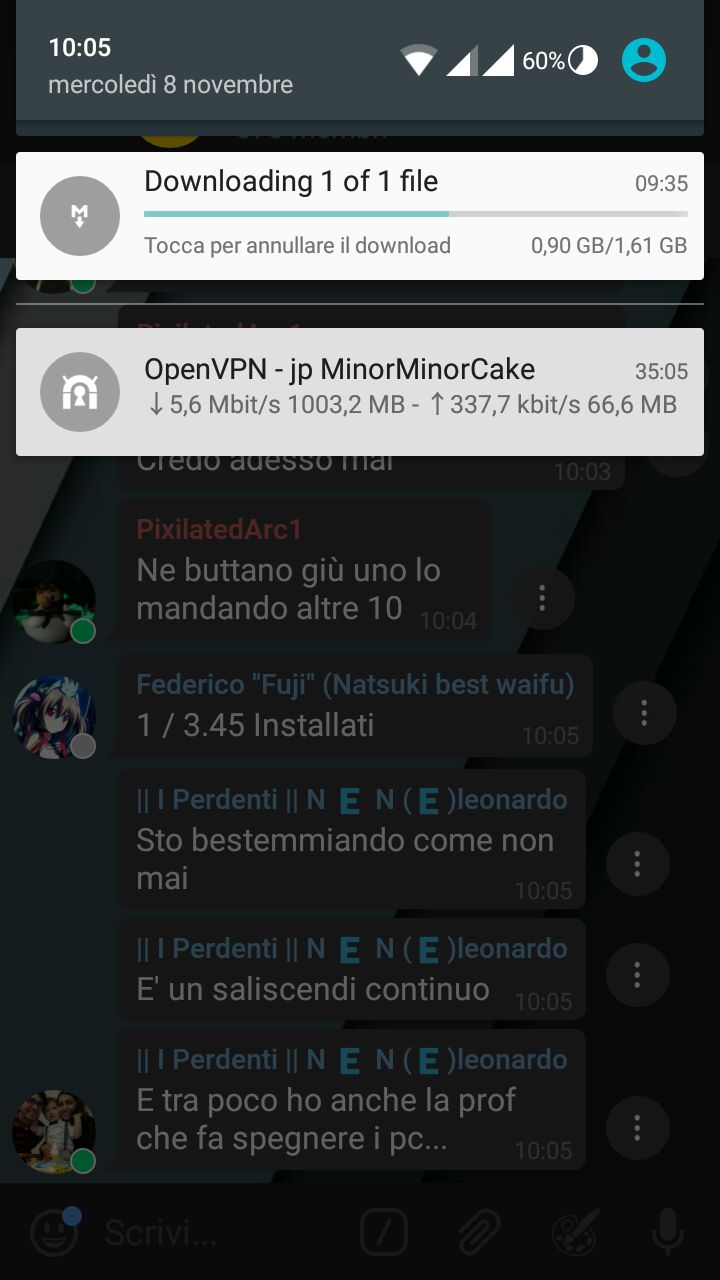 10:05
60%
mercoledì 8 novembre
Downloading 1 of 1 file
09:35
Tocca per annullare il download
0,90 GB/1,61 GB
OpenVPN - jp MinorMinorCake
35:05
↓5,6 Mbit/s 1003,2 MB - ↑337,7 kbit/s 66,6 MB
Credo adesso mai
10:03
PixilatedArc1
Ne buttano giù uno lo
mandando altre 10
10:04
Federico "Fuji" (Natsuki best waifu)
1 / 3.45 Installati
10:05
|| I Perdenti || N E N ( E )leonardo
Sto bestemmiando come non
mai
10:05
|| I Perdenti || N E N ( E )leonardo
E' un saliscendi continuo
10:05
|| I Perdenti || N E N ( E )leonardo
E tra poco ho anche la prof
che fa spegnere i pc...
10:05
Scrivi...